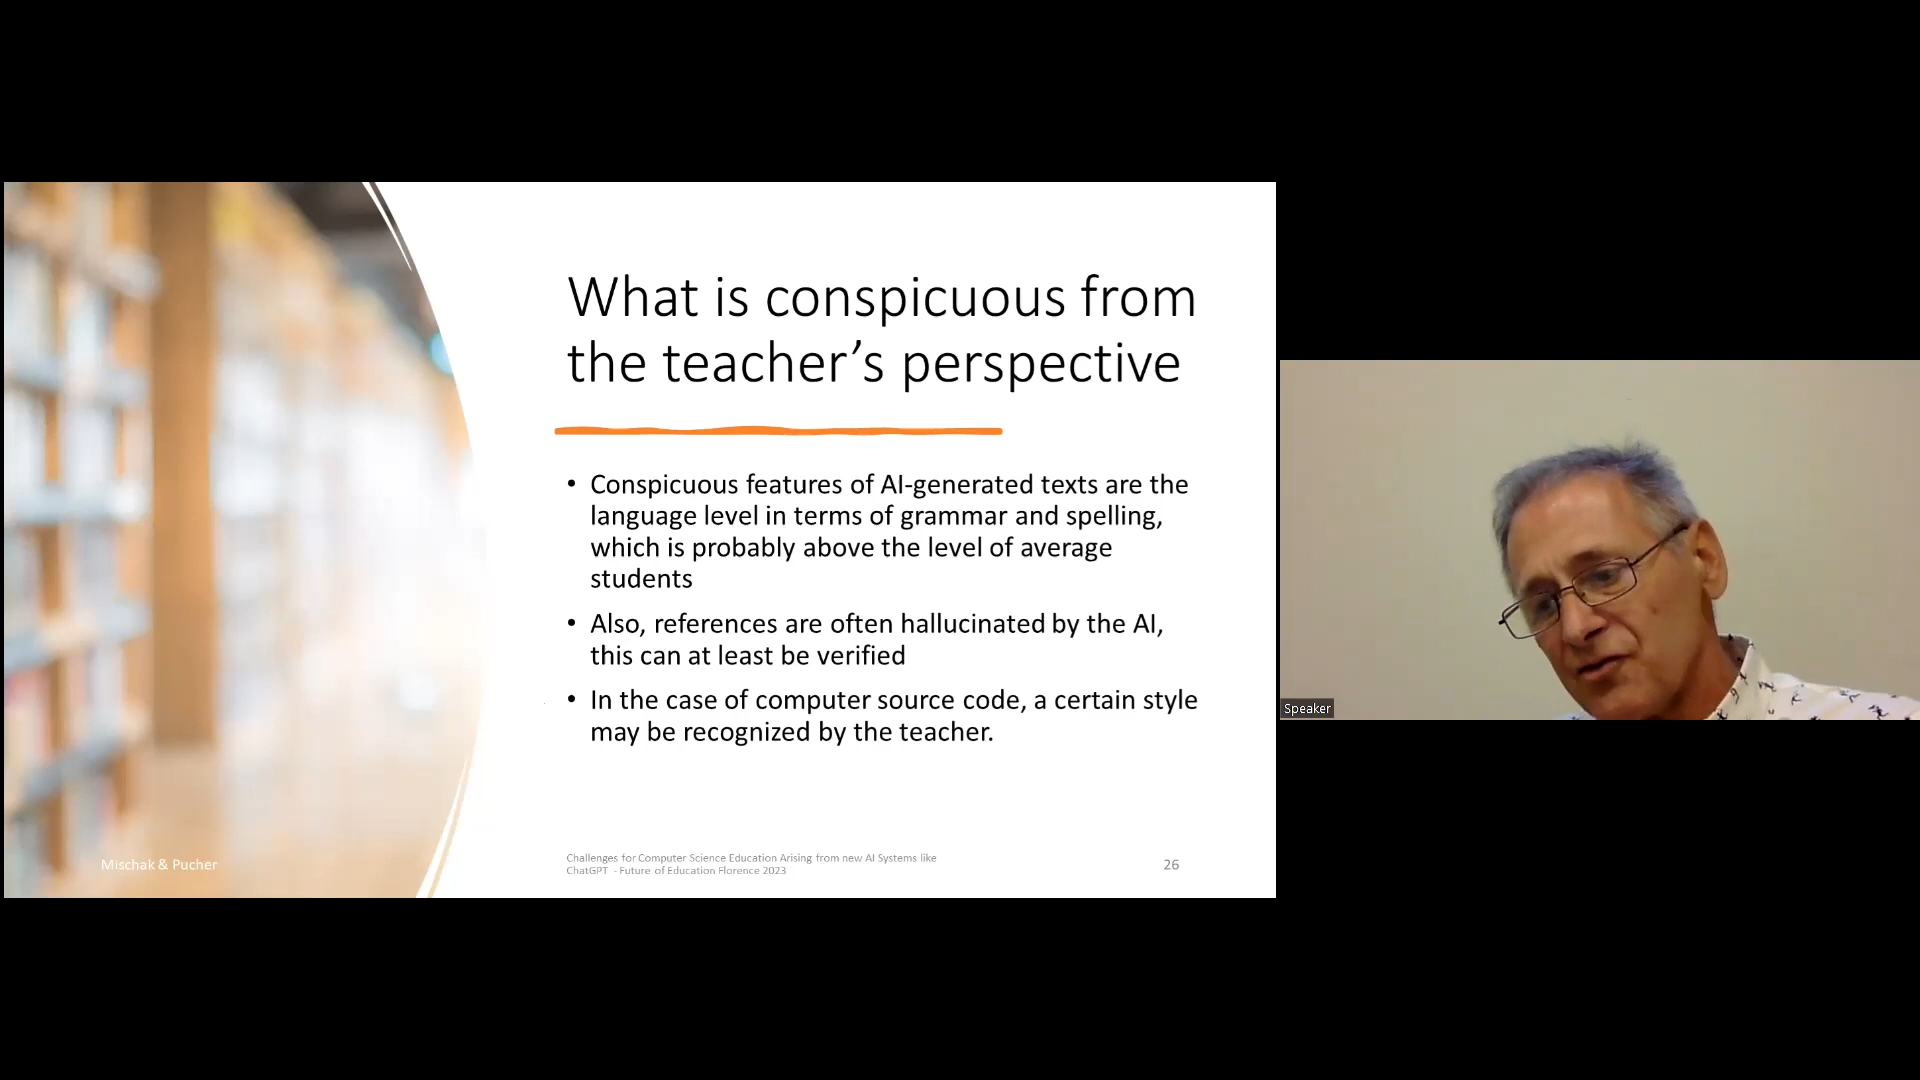 What is conspicuous from
the teacher’s perspective
• Conspicuous features of AI-generated texts are the
language level in terms of grammar and spelling,
which is probably above the level of average
students
• Also, references are often hallucinated by the AI,
this can at least be verified
• In the case of computer source code, a certain style
may be recognized by the teacher.
Mischak & Pucher
Challenges for Computer Science Education Arising from new AI Systems like
ChatGPT - Future of Education Florence 2023
26
Speaker